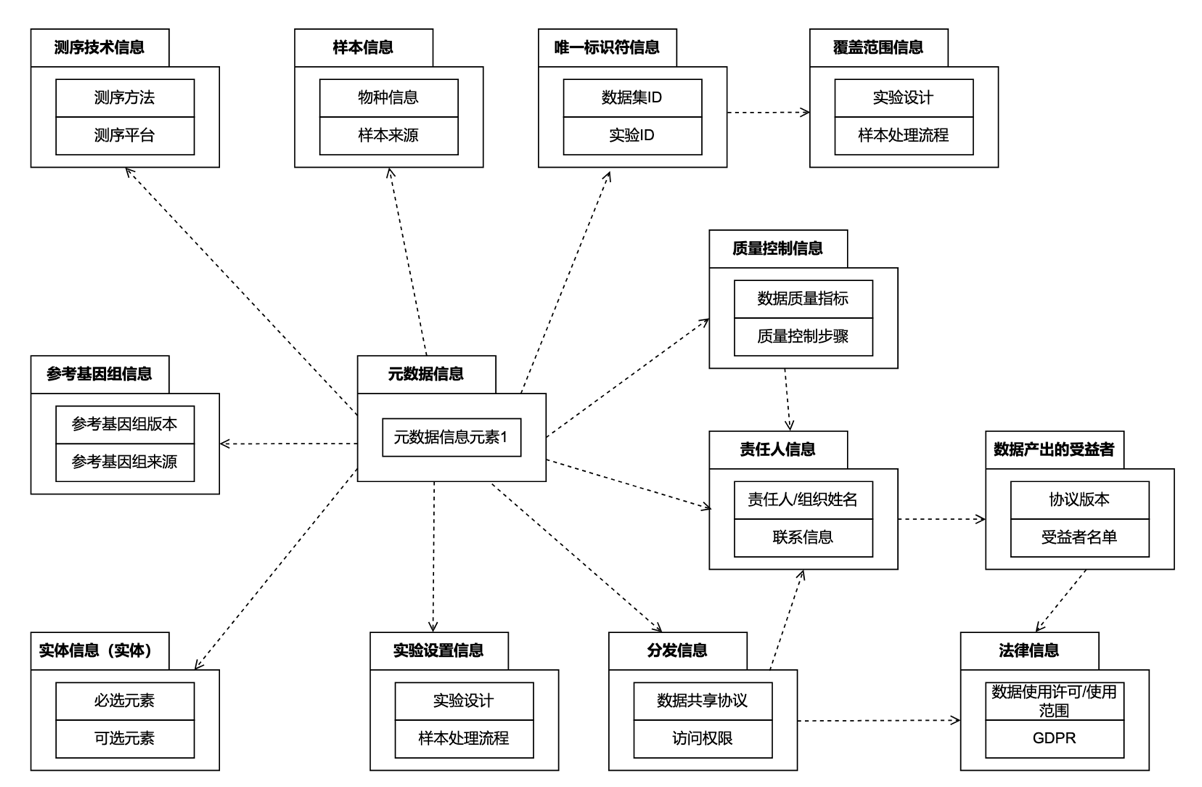 测序技术信息
测序方法
测序平台
样本信息
物种信息
样本来源
唯一标识符信息
数据集ID
实验ID
覆盖范围信息
实验设计
样本处理流程
质量控制信息
数据质量指标
质量控制步骤
参考基因组信息
参考基因组版本
参考基因组来源
元数据信息
元数据信息元素1
责任人信息
责任人/组织姓名
联系信息
数据产出的受益者
协议版本
受益者名单
实体信息（实体）
必选元素
可选元素
实验设置信息
实验设计
样本处理流程
分发信息
数据共享协议
访问权限
法律信息
数据使用许可/使用
范围
GDPR